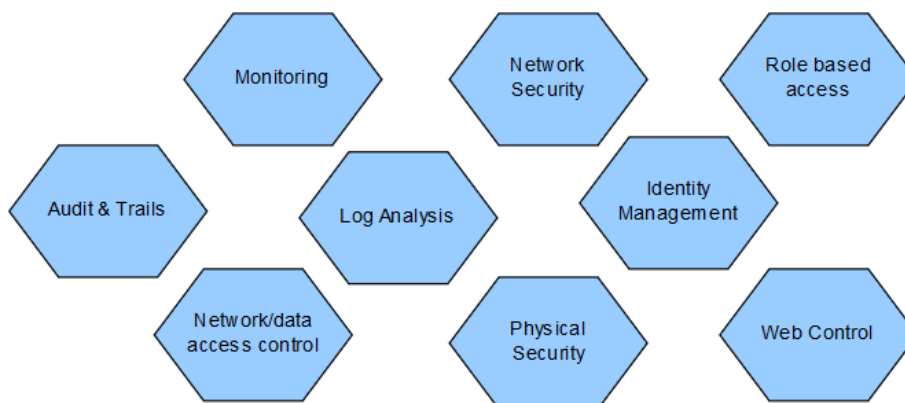 Monitoring
Network
Security
Role based
access
Audit & Trails
Log Analysis
Identity
Management
Network/data
access control
Physical
Security
Web Control